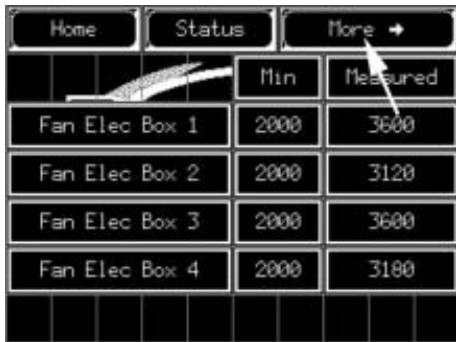 Home Status More →
Min Measured
Fan Elec Box 1 2000 3600
Fan Elec Box 2 2000 3120
Fan Elec Box 3 2000 3600
Fan Elec Box 4 2000 3180